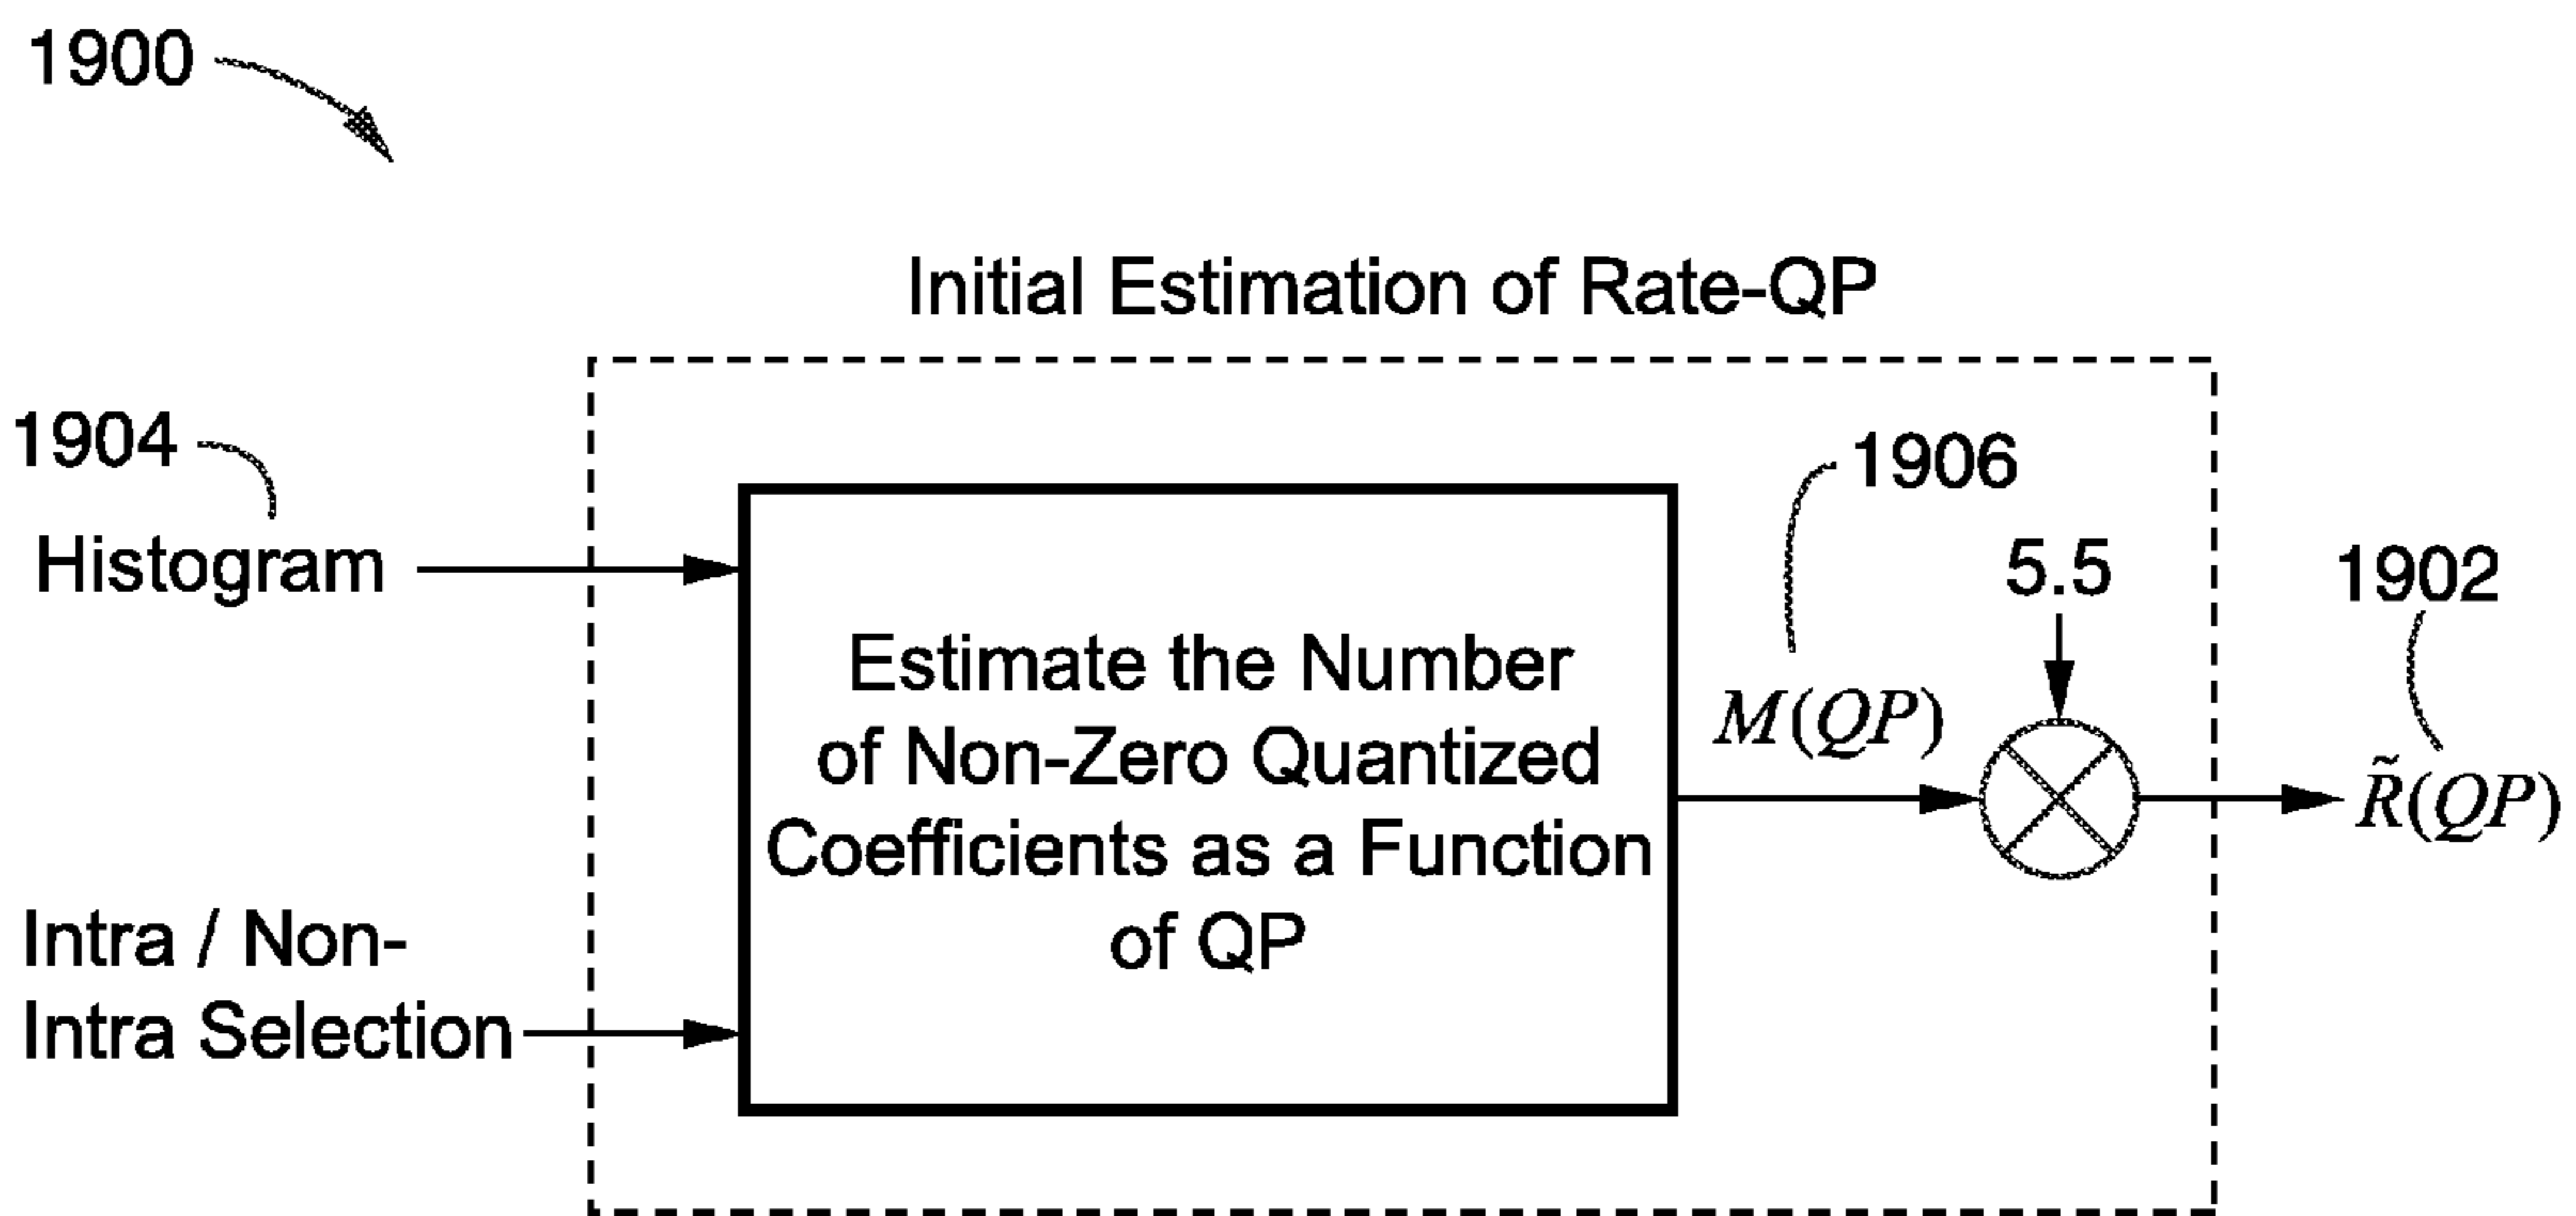 1900
Initial Estimation of Rate-QP
1904
1906
Histogram
5.5
1902
Estimate the Number
of Non-Zero Quantized
Coefficients as a Function
of QP
M(QP)
R̃(QP)
Intra / Non-
Intra Selection